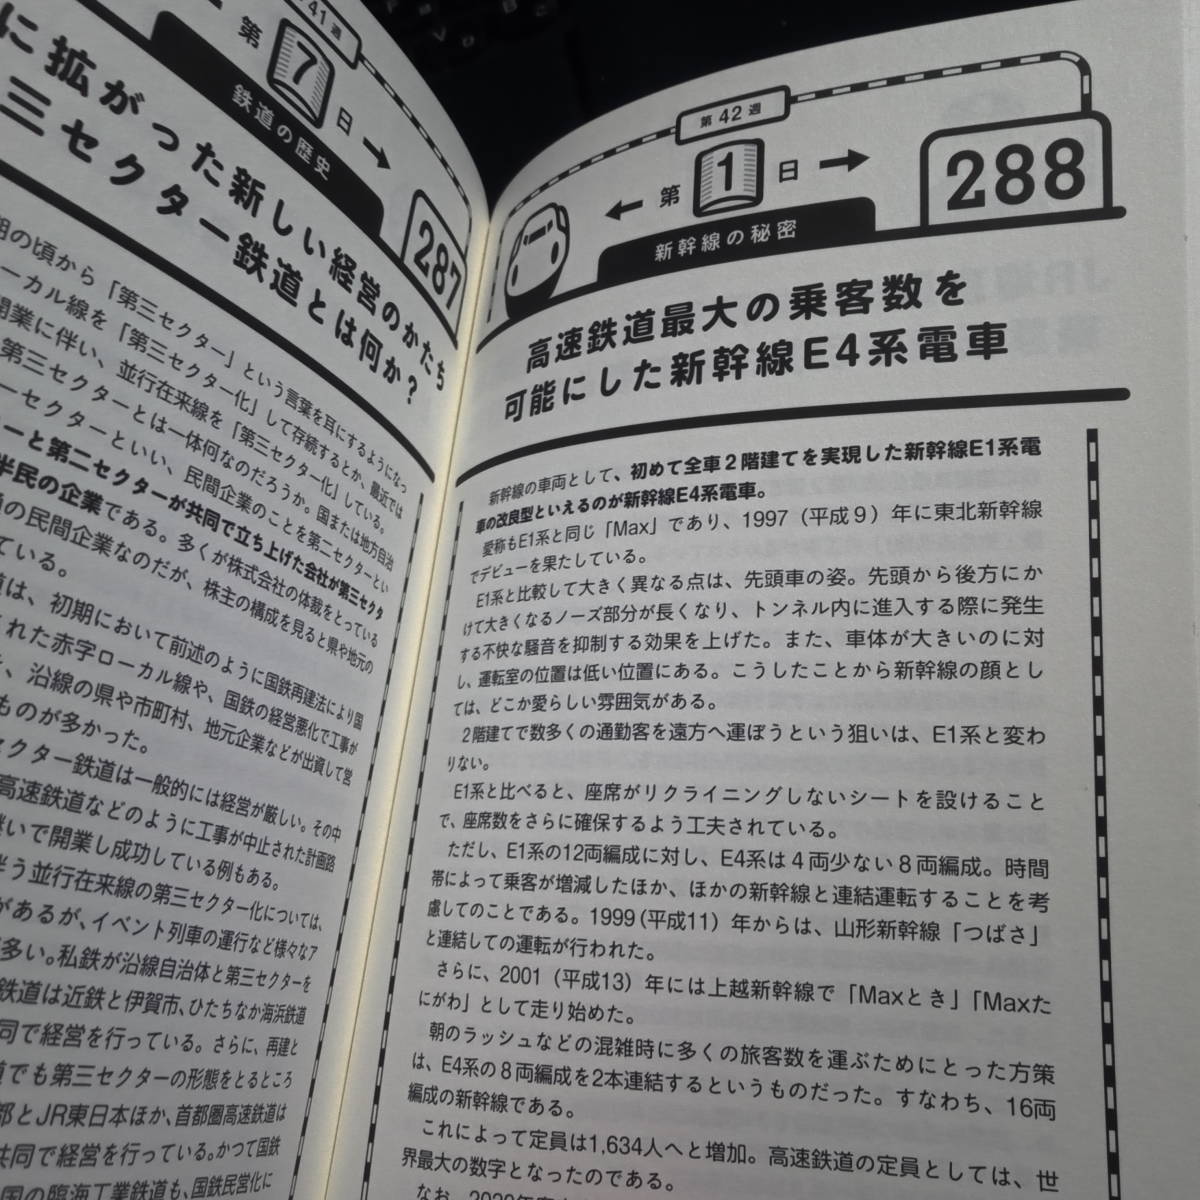 41週
第7日
鉄道の歴史
287
に拡がった新しい経営のかたち
三セクター鉄道とは何か?
の頃から「第三セクター」という言葉を耳にするようになっ
ーカル線を「第三セクター化」して存続するとか、最近では
開業に伴い、並行在来線を「第三セクター化」している。
第三セクターとは一体何なのだろうか。国または地方自治
ーセクターといい、民間企業のことを第二セクターとい
ーと第二セクターが共同で立ち上げた会社が第三セクタ
半民の企業である。多くが株式会社の体裁をとっている
の民間企業なのだが、株主の構成を見ると県や地元の
ている。
は、初期において前述のように国鉄再建法により国
れた赤字ローカル線や、国鉄の経営悪化で工事が
、沿線の県や市町村、地元企業などが出資して営
ものが多かった。
セクター鉄道は一般的には経営が厳しい。その中
高速鉄道などのように工事が中止された計画路
継いで開業し成功している例もある。
伴う並行在来線の第三セクター化については、
があるが、イベント列車の運行など様々なア
多い。私鉄が沿線自治体と第三セクターを
鉄道は近鉄と伊賀市、ひたちなか海浜鉄道
同で経営を行っている。さらに、再建と
でも第三セクターの形態をとるところ
都とJR東日本ほか、首都圏高速鉄道は
共同で経営を行っている。かつて国鉄
国の臨海工業鉄道も、国鉄民営化に
第42週
第1日
新幹線の秘密
288
高速鉄道最大の乗客数を
可能にした新幹線E4系電車
新幹線の車両として、初めて全車2階建てを実現した新幹線E1系電
車の改良型といえるのが新幹線E4系電車。
愛称もE1系と同じ「Max」であり、1997(平成9)年に東北新幹線
でデビューを果たしている。
E1系と比較して大きく異なる点は、先頭車の姿。先頭から後方にか
けて大きくなるノーズ部分が長くなり、トンネル内に進入する際に発生
する不快な騒音を抑制する効果を上げた。また、車体が大きいのに対
し、運転室の位置は低い位置にある。こうしたことから新幹線の顔とし
ては、どこか愛らしい雰囲気がある。
2階建てで数多くの通勤客を遠方へ運ぼうという狙いは、E1系と変わ
りない。
E1系と比べると、座席がリクライニングしないシートを設けること
で、座席数をさらに確保するよう工夫されている。
ただし、E1系の12両編成に対し、E4系は4両少ない8両編成。時間
帯によって乗客が増減したほか、ほかの新幹線と連結運転することを考
慮してのことである。1999(平成11)年からは、山形新幹線「つばさ」
と連結しての運転が行われた。
さらに、2001(平成13)年には上越新幹線で「Maxとき」「Maxた
にがわ」として走り始めた。
朝のラッシュなどの混雑時に多くの旅客数を運ぶためにとった方策
は、E4系の8両編成を2本連結するというものだった。すなわち、16両
編成の新幹線である。
これによって定員は1,634人へと増加。高速鉄道の定員としては、世
界最大の数字となったのである。
なお、2020年